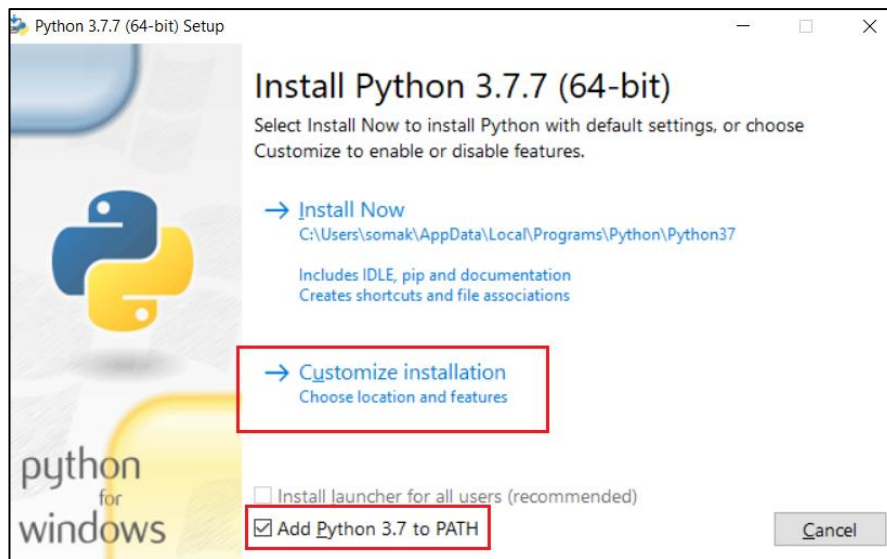 Python 3.7.7 (64-bit) Setup
Install Python 3.7.7 (64-bit)
Select Install Now to install Python with default settings, or choose
Customize to enable or disable features.
Install Now
C:\Users\somak\AppData\Local\Programs\Python\Python37
Includes IDLE, pip and documentation
Creates shortcuts and file associations
Customize installation
Choose location and features
python
for
windows
Install launcher for all users (recommended)
Add Python 3.7 to PATH
Cancel